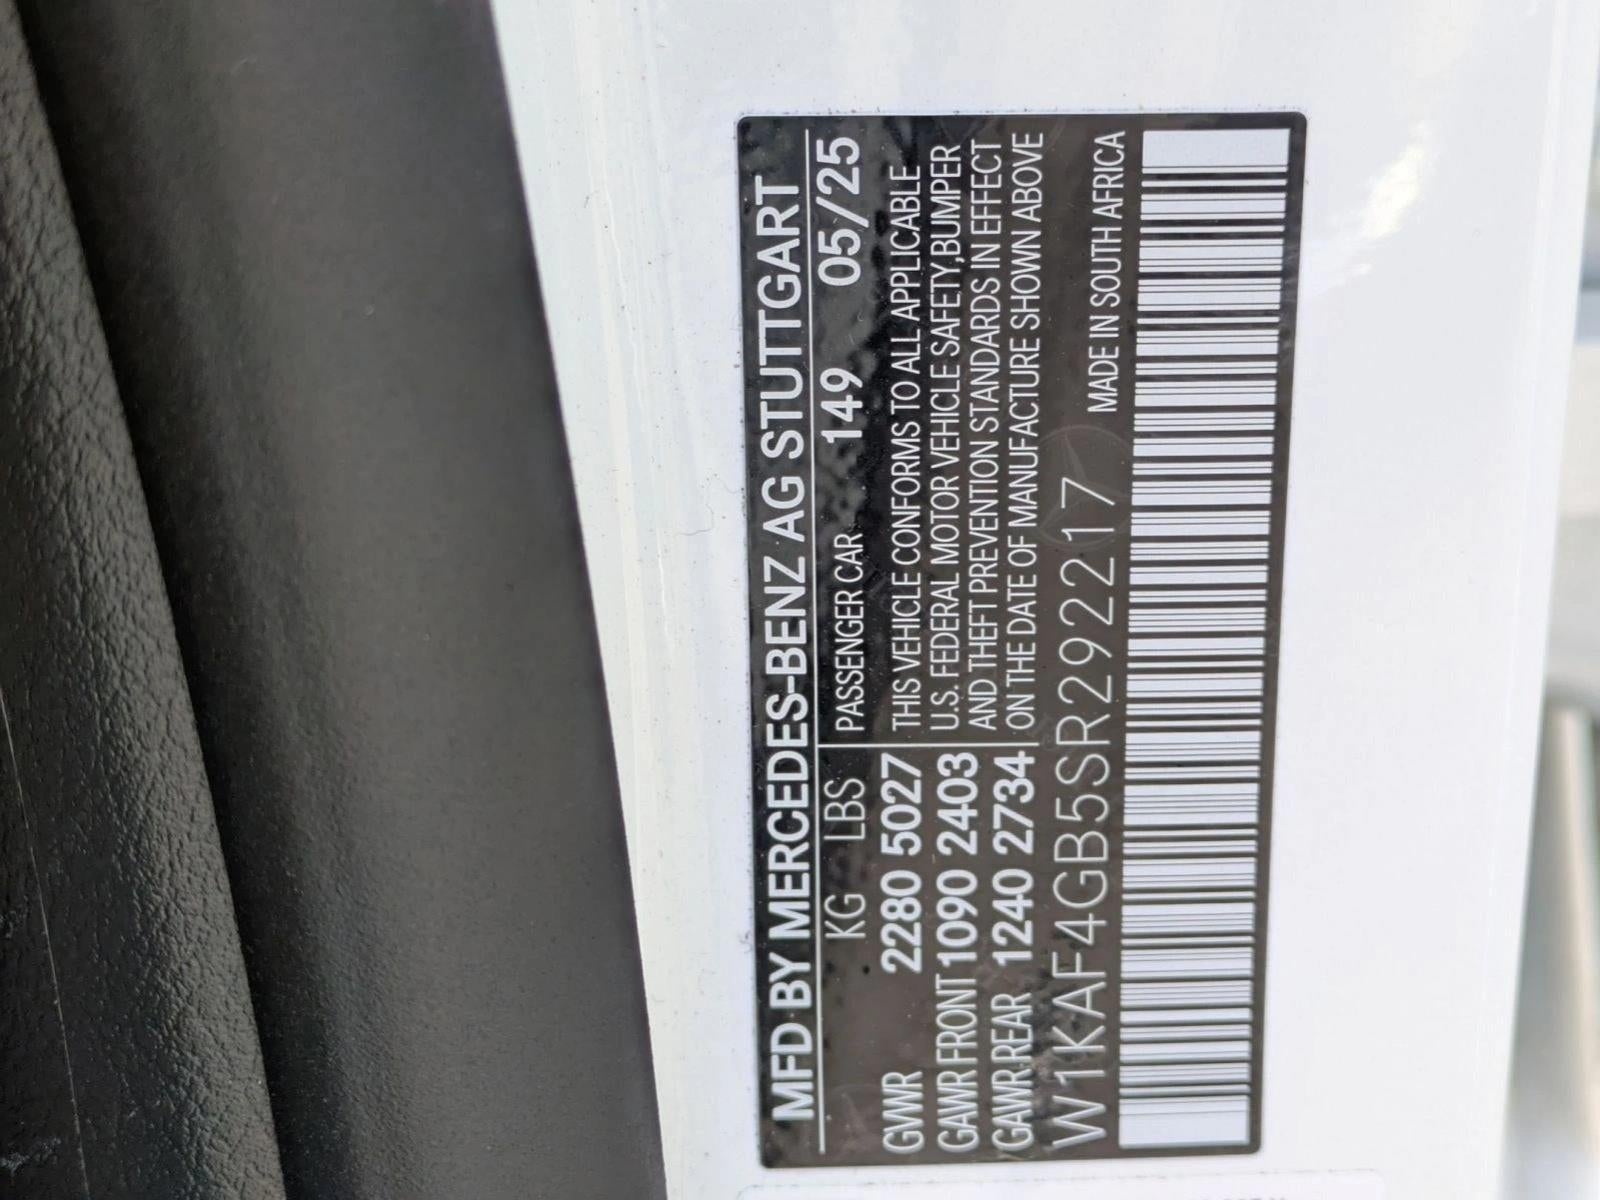 MFD BY MERCEDES-BENZ AG STUTTGART
KG LBS PASSENGER CAR 149 05/25
GVWR 2280 5027
GAWR FRONT 1090 2403
GAWR REAR 1240 2734
THIS VEHICLE CONFORMS TO ALL APPLICABLE
U.S. FEDERAL MOTOR VEHICLE SAFETY,BUMPER
AND THEFT PREVENTION STANDARDS IN EFFECT
ON THE DATE OF MANUFACTURE SHOWN ABOVE
MADE IN SOUTH AFRICA
W1KAF4GB5SR292217